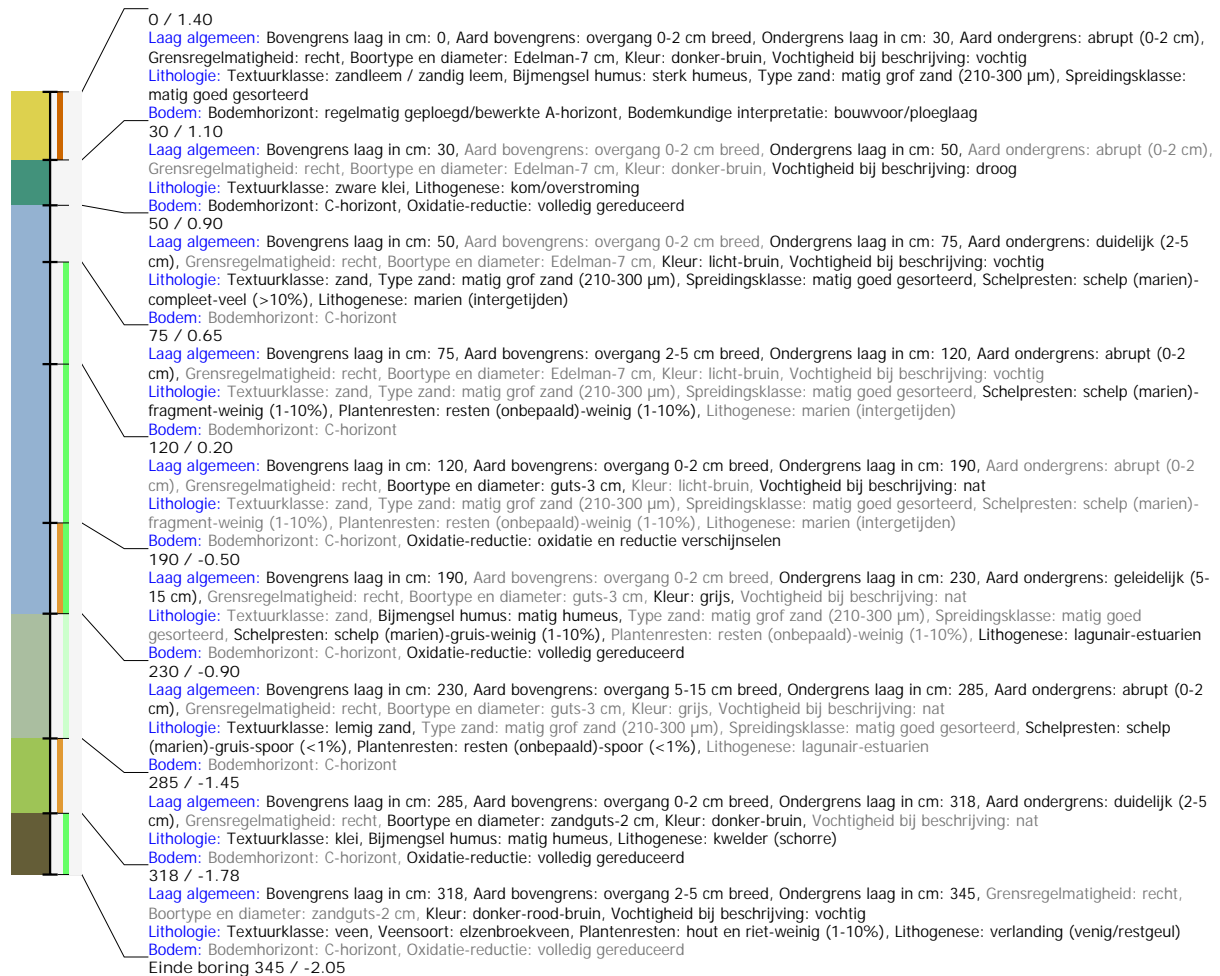 0 / 1.40
Laag algemeen: Bovengrens laag in cm: 0, Aard bovengrens: overgang 0-2 cm breed, Ondergrens laag in cm: 30, Aard ondergrens: abrupt (0-2 cm),
Grensregelmatigheid: recht, Boortype en diameter: Edelman-7 cm, Kleur: donker-bruin, Vochtigheid bij beschrijving: vochtig
Lithologie: Textuurklasse: zandleem / zandig leem, Bijmengsel humus: sterk humeus, Type zand: matig grof zand (210-300 µm), Spreidingsklasse:
matig goed gesorteerd
Bodem: Bodemhorizont: regelmatig geploegd/bewerkte A-horizont, Bodemkundige interpretatie: bouwvoor/ploeglaag
30 / 1.10
Laag algemeen: Bovengrens laag in cm: 30, Aard bovengrens: overgang 0-2 cm breed, Ondergrens laag in cm: 50, Aard ondergrens: abrupt (0-2 cm),
Grensregelmatigheid: recht, Boortype en diameter: Edelman-7 cm, Kleur: donker-bruin, Vochtigheid bij beschrijving: droog
Lithologie: Textuurklasse: zware klei, Lithogenese: kom/overstroming
Bodem: Bodemhorizont: C-horizont, Oxidatie-reductie: volledig gereduceerd
50 / 0.90
Laag algemeen: Bovengrens laag in cm: 50, Aard bovengrens: overgang 0-2 cm breed, Ondergrens laag in cm: 75, Aard ondergrens: duidelijk (2-5
cm), Grensregelmatigheid: recht, Boortype en diameter: Edelman-7 cm, Kleur: licht-bruin, Vochtigheid bij beschrijving: vochtig
Lithologie: Textuurklasse: zand, Type zand: matig grof zand (210-300 µm), Spreidingsklasse: matig goed gesorteerd, Schelpresten: schelp (marien)-
compleet-veel (>10%), Lithogenese: marien (intergetijden)
Bodem: Bodemhorizont: C-horizont
75 / 0.65
Laag algemeen: Bovengrens laag in cm: 75, Aard bovengrens: overgang 2-5 cm breed, Ondergrens laag in cm: 120, Aard ondergrens: abrupt (0-2
cm), Grensregelmatigheid: recht, Boortype en diameter: Edelman-7 cm, Kleur: licht-bruin, Vochtigheid bij beschrijving: vochtig
Lithologie: Textuurklasse: zand, Type zand: matig grof zand (210-300 µm), Spreidingsklasse: matig goed gesorteerd, Schelpresten: schelp (marien)-
fragment-weinig (1-10%), Plantenresten: resten (onbepaald)-weinig (1-10%), Lithogenese: marien (intergetijden)
Bodem: Bodemhorizont: C-horizont
120 / 0.20
Laag algemeen: Bovengrens laag in cm: 120, Aard bovengrens: overgang 0-2 cm breed, Ondergrens laag in cm: 190, Aard ondergrens: abrupt (0-2
cm), Grensregelmatigheid: recht, Boortype en diameter: guts-3 cm, Kleur: licht-bruin, Vochtigheid bij beschrijving: nat
Lithologie: Textuurklasse: zand, Type zand: matig grof zand (210-300 µm), Spreidingsklasse: matig goed gesorteerd, Schelpresten: schelp (marien)-
fragment-weinig (1-10%), Plantenresten: resten (onbepaald)-weinig (1-10%), Lithogenese: marien (intergetijden)
Bodem: Bodemhorizont: C-horizont, Oxidatie-reductie: oxidatie en reductie verschijnselen
190 / -0.50
Laag algemeen: Bovengrens laag in cm: 190, Aard bovengrens: overgang 0-2 cm breed, Ondergrens laag in cm: 230, Aard ondergrens: geleidelijk (5-
15 cm), Grensregelmatigheid: recht, Boortype en diameter: guts-3 cm, Kleur: grijs, Vochtigheid bij beschrijving: nat
Lithologie: Textuurklasse: zand, Bijmengsel humus: matig humeus, Type zand: matig grof zand (210-300 µm), Spreidingsklasse: matig goed
gesorteerd, Schelpresten: schelp (marien)-gruis-weinig (1-10%), Plantenresten: resten (onbepaald)-weinig (1-10%), Lithogenese: lagunair-estuarien
Bodem: Bodemhorizont: C-horizont, Oxidatie-reductie: volledig gereduceerd
230 / -0.90
Laag algemeen: Bovengrens laag in cm: 230, Aard bovengrens: overgang 5-15 cm breed, Ondergrens laag in cm: 285, Aard ondergrens: abrupt (0-2
cm), Grensregelmatigheid: recht, Boortype en diameter: guts-3 cm, Kleur: grijs, Vochtigheid bij beschrijving: nat
Lithologie: Textuurklasse: lemig zand, Type zand: matig grof zand (210-300 µm), Spreidingsklasse: matig goed gesorteerd, Schelpresten: schelp
(marien)-gruis-spoor (<1%), Plantenresten: resten (onbepaald)-spoor (<1%), Lithogenese: lagunair-estuarien
Bodem: Bodemhorizont: C-horizont
285 / -1.45
Laag algemeen: Bovengrens laag in cm: 285, Aard bovengrens: overgang 0-2 cm breed, Ondergrens laag in cm: 318, Aard ondergrens: duidelijk (2-5
cm), Grensregelmatigheid: recht, Boortype en diameter: zandguts-2 cm, Kleur: donker-bruin, Vochtigheid bij beschrijving: nat
Lithologie: Textuurklasse: klei, Bijmengsel humus: matig humeus, Lithogenese: kwelder (schorre)
Bodem: Bodemhorizont: C-horizont, Oxidatie-reductie: volledig gereduceerd
318 / -1.78
Laag algemeen: Bovengrens laag in cm: 318, Aard bovengrens: overgang 2-5 cm breed, Ondergrens laag in cm: 345, Grensregelmatigheid: recht,
Boortype en diameter: zandguts-2 cm, Kleur: donker-rood-bruin, Vochtigheid bij beschrijving: vochtig
Lithologie: Textuurklasse: veen, Veensoort: elzenbroekveen, Plantenresten: hout en riet-weinig (1-10%), Lithogenese: verlanding (venig/restgeul)
Bodem: Bodemhorizont: C-horizont, Oxidatie-reductie: volledig gereduceerd
Einde boring 345 / -2.05